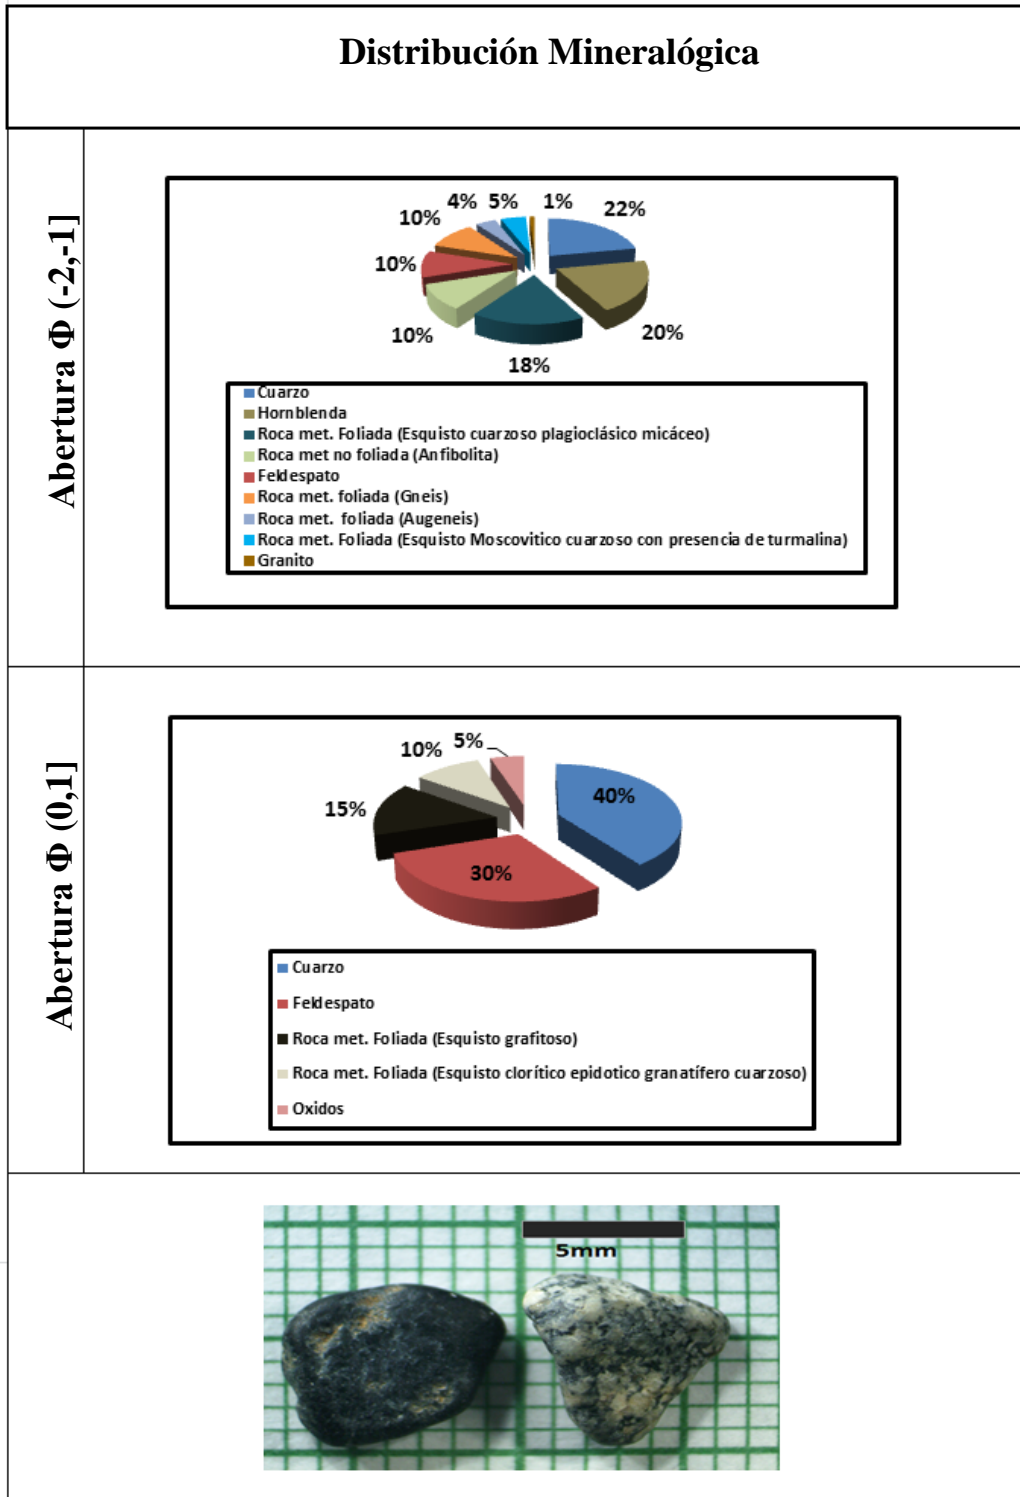 Distribución Mineralógica
Abertura Φ (-2,-1]
4% 5% 1% 22%
10%
10%
10%
20%
18%
Cuarzo
Hornblenda
Roca met. Foliada (Esquisto cuarzoso plagioclásico micáceo)
Roca met no foliada (Anfibolita)
Feldespato
Roca met. foliada (Gneis)
Roca met. foliada (Augeneis)
Roca met. Foliada (Esquisto Moscovitico cuarzoso con presencia de turmalina)
Granito
Abertura Φ (0,1]
10% 5%
15%
40%
30%
Cuarzo
Feldespato
Roca met. Foliada (Esquisto grafitoso)
Roca met. Foliada (Esquisto clorítico epidotico granatífero cuarzoso)
Oxidos
5mm